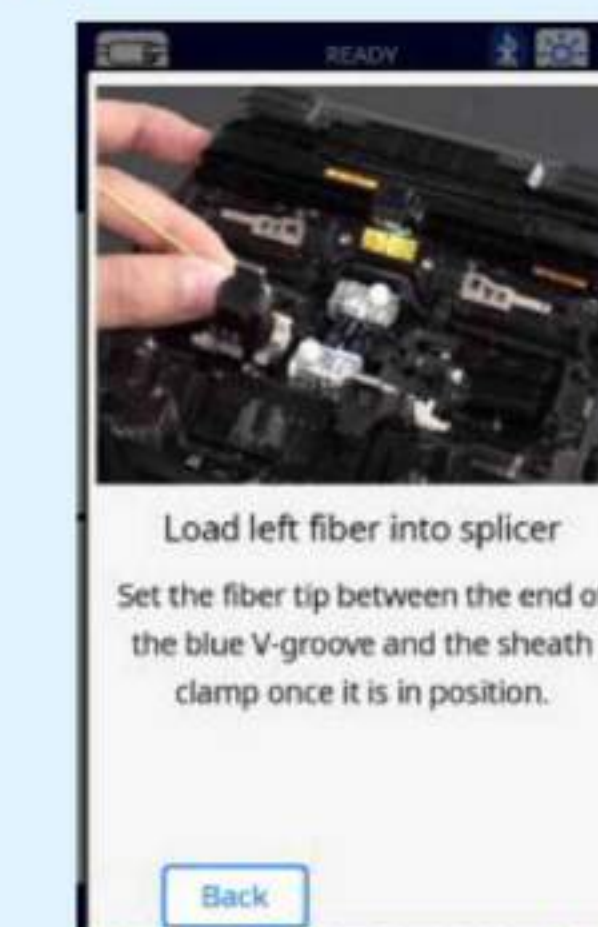 READY
Load left fiber into splicer
Set the fiber tip between the end of
the blue V-groove and the sheath
clamp once it is in position.
Back